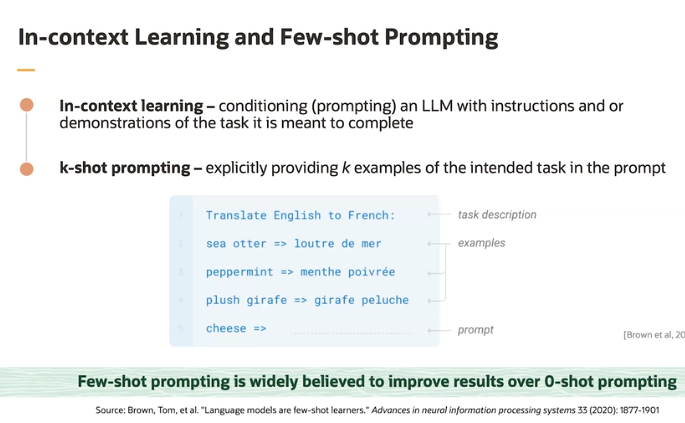 In-context Learning and Few-shot Prompting
In-context learning – conditioning (prompting) an LLM with instructions and or
demonstrations of the task it is meant to complete
k-shot prompting – explicitly providing k examples of the intended task in the prompt
1 Translate English to French: task description
2 sea otter => loutre de mer examples
3 peppermint => menthe poivrée
4 plush girafe => girafe peluche
5 cheese => prompt
[Brown et al, 20
Few-shot prompting is widely believed to improve results over 0-shot prompting
Source: Brown, Tom, et al. "Language models are few-shot learners." Advances in neural information processing systems 33 (2020): 1877-1901